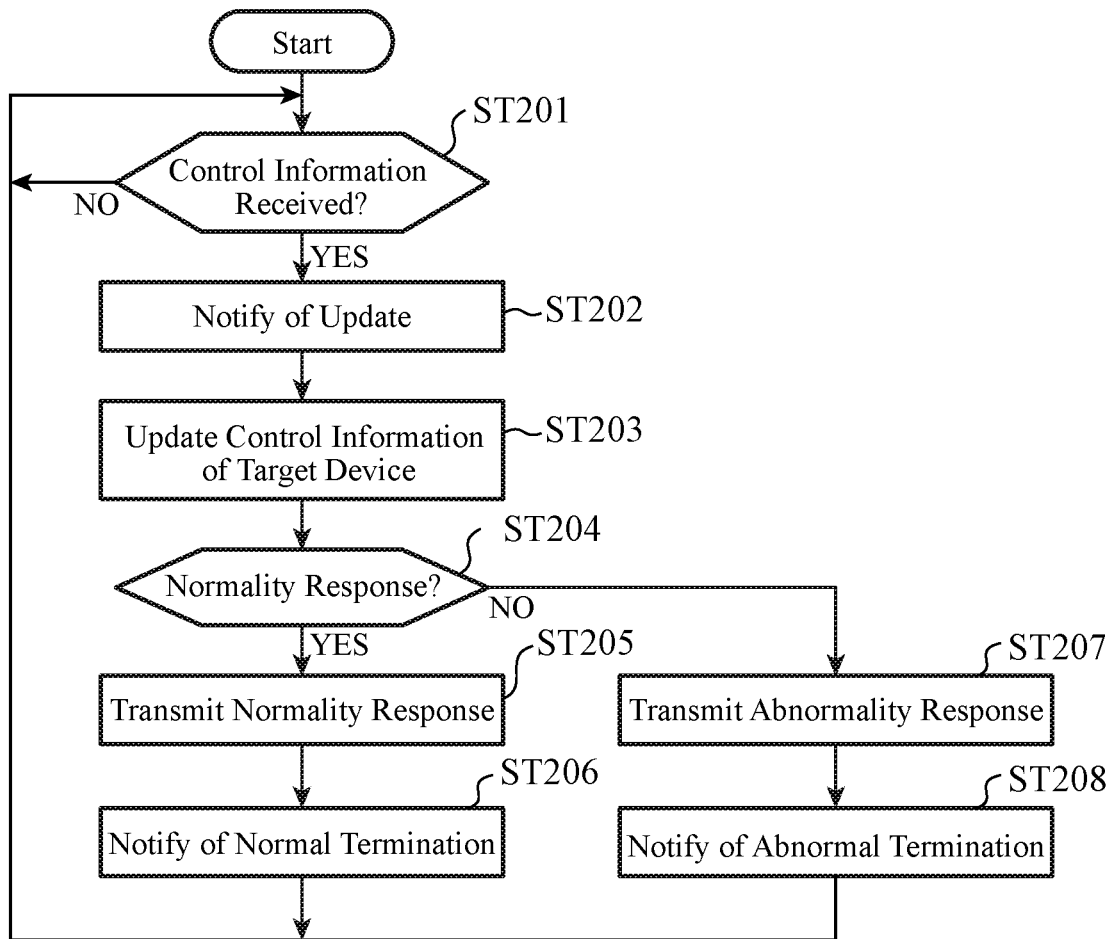 Start
ST201
Control Information
Received?
NO
YES
Notify of Update
ST202
Update Control Information
of Target Device
ST203
ST204
Normality Response?
NO
YES
ST205
ST207
Transmit Normality Response
Transmit Abnormality Response
ST206
ST208
Notify of Normal Termination
Notify of Abnormal Termination